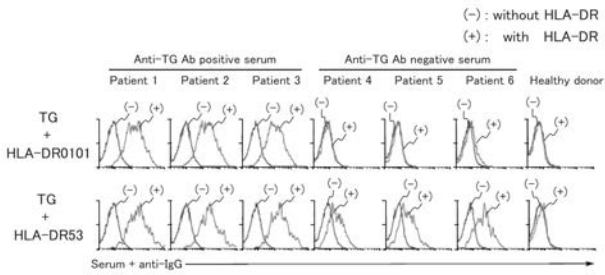 (−) : without HLA-DR
(+) : with HLA-DR
Anti-TG Ab positive serum Anti-TG Ab negative serum
Patient 1 Patient 2 Patient 3 Patient 4 Patient 5 Patient 6 Healthy donor
(−) (+) (−) (+) (−) (+) (−) (+) (−) (+) (−) (+) (−) (+)
TG
+
HLA-DR0101
(−) (+) (−) (+) (−) (+) (−) (+) (−) (+) (−) (+) (−) (+)
TG
+
HLA-DR53
Serum + anti-IgG